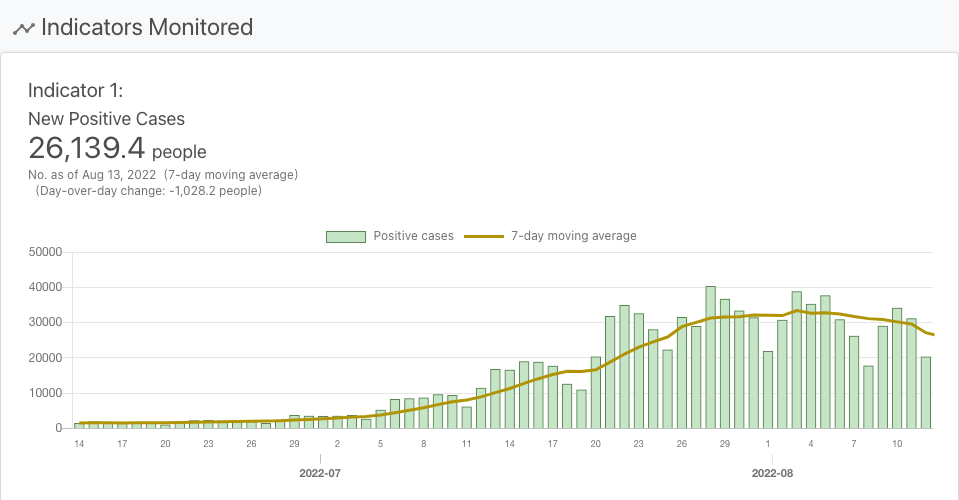 Indicators Monitored
Indicator 1:
New Positive Cases
26,139.4 people
No. as of Aug 13, 2022 (7-day moving average)
(Day-over-day change: -1,028.2 people)
Positive cases 7-day moving average
50000
40000
30000
20000
10000
0
14 17 20 23 26 29 2 5 8 11 14 17 20 23 26 29 1 4 7 10
2022-07 2022-08